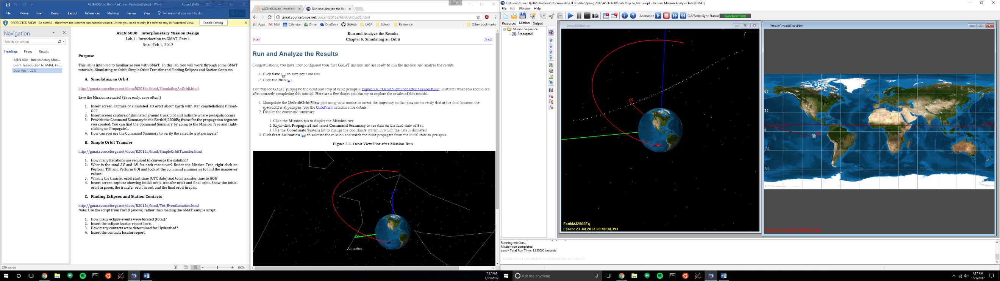 ASEN6008Lab1IntroPart1.doc (Protected View) - Word
Russell Bjella
File Home Insert Design Layout References Mailings Review View Tell me what you want to do Share
PROTECTED VIEW Be careful—files from the Internet can contain viruses. Unless you need to edit, it's safer to stay in Protected View. Enable Editing
Navigation
Search document
Headings Pages Results
ASEN 6008 – Interplanetary Missi...
Lab 1: Introduction to GMAT, Par...
Due: Feb 1, 2017
ASEN 6008 – Interplanetary Mission Design
Lab 1: Introduction to GMAT, Part 1
Due: Feb 1, 2017
Purpose
This lab is intended to familiarize you with GMAT. In this lab, you will work through some GMAT
tutorials: Simulating an Orbit, Simple Orbit Transfer and Finding Eclipses and Station Contacts.
A. Simulating an Orbit
http://gmat.sourceforge.net/docs/R2015a/html/SimulatingAnOrbit.html
Save the Mission scenario! (Save early, save often!)
1. Insert screen capture of simulated 3D orbit about Earth with star constellations turned-
OFF
2. Insert screen capture of simulated ground track plot and indicate where periapsis occurs
3. Provide the Command Summary in the EarthMJ2000Eq frame for the propagation segment
you created. You can find the Command Summary by going to the Mission Tree and right-
clicking on Propagate1.
4. How can you use the Command Summary to verify the satellite is at periapsis?
B. Simple Orbit Transfer
http://gmat.sourceforge.net/docs/R2015a/html/SimpleOrbitTransfer.html
1. How many iterations are required to converge the solution?
2. What is the total ΔV and ΔV for each maneuver? Under the Mission Tree, right-click on
Perform TOI and Perform GOI and look at the command summaries to find the maneuver
values.
3. What is the transfer orbit start time (UTC date) and total transfer time to GOI?
4. Insert screen capture showing initial orbit, transfer orbit and final orbit. Show the initial
orbit in green, the transfer orbit in red, and the final orbit in cyan.
C. Finding Eclipses and Station Contacts
http://gmat.sourceforge.net/docs/R2015a/html/Tut_EventLocation.html
Note: Use the script from Part B (above) rather than loading the GMAT sample script.
1. How many eclipse events were located (total)?
2. Insert the eclipse locator report here.
3. How many contacts were determined for Hyderabad?
4. Insert the contacts locator report.
279 words
100%
ASEN6008Lab1IntroPart1
Run and Analyze the Res
Russell
gmat.sourceforge.net/docs/R2015a/html/ch05s05.html
Apps Mail Calendar Drive OneDrive GitHub LASP School Reference Other bookmarks
Run and Analyze the Results
Prev Chapter 5. Simulating an Orbit Next
Run and Analyze the Results
Congratulations, you have now configured your first GMAT mission and are ready to run the mission and analyze the results.
1. Click Save ( ) to save your mission.
2. Click the Run ( ).
You will see GMAT propagate the orbit and stop at orbit periapsis. Figure 5.6, “Orbit View Plot after Mission Run” illustrates what you should see
after correctly completing this tutorial. Here are a few things you can try to explore the results of this tutorial:
1. Manipulate the DefaultOrbitView plot using your mouse to orient the trajectory so that you can to verify that at the final location the
spacecraft is at periapsis. See the OrbitView reference for details.
2. Display the command summary:
1. Click the Mission tab to display the Mission tree.
2. Right-click Propagate1 and select Command Summary to see data on the final state of Sat.
3. Use the Coordinate System list to change the coordinate system in which the data is displayed.
3. Click Start Animation ( ) to animate the mission and watch the orbit propagate from the initial state to periapsis.
Figure 5.6. Orbit View Plot after Mission Run
Aquarius
7:17 PM
1/25/2017
C:\Users\Russell Bjella\OneDrive\Documents\CU Boulder\Spring 2017\ASEN 6008\Lab 1\bjella_lab1.script - General Mission Analysis Tool (GMAT)
File Edit Window Help
Animation GUI/Script Sync Status: Synchronized
Resources Mission Output
Mission Sequence
Propagate1
DefaultOrbitView
+X
Sat
EarthMJ2000Eq
Epoch: 23 Jul 2014 20:48:34.393
DefaultGroundTrackPlot
60
30
0
-30
-60
Epoch: 23 Jul 2014 20:48:34.393
Running mission...
Mission run completed.
===> Total Run Time: 1.653000 seconds
========================================
Ask me anything
7:17 PM
1/25/2017